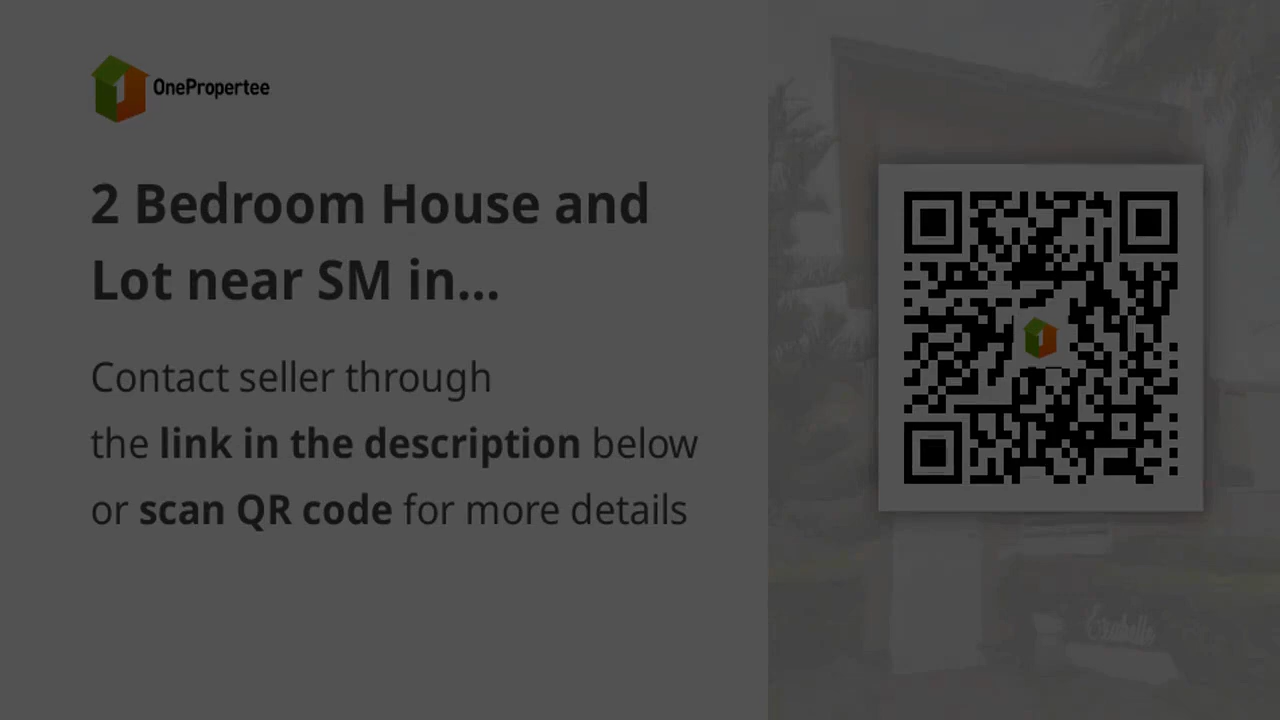 OnePropertee
2 Bedroom House and
Lot near SM in...
Contact seller through
the link in the description below
or scan QR code for more details